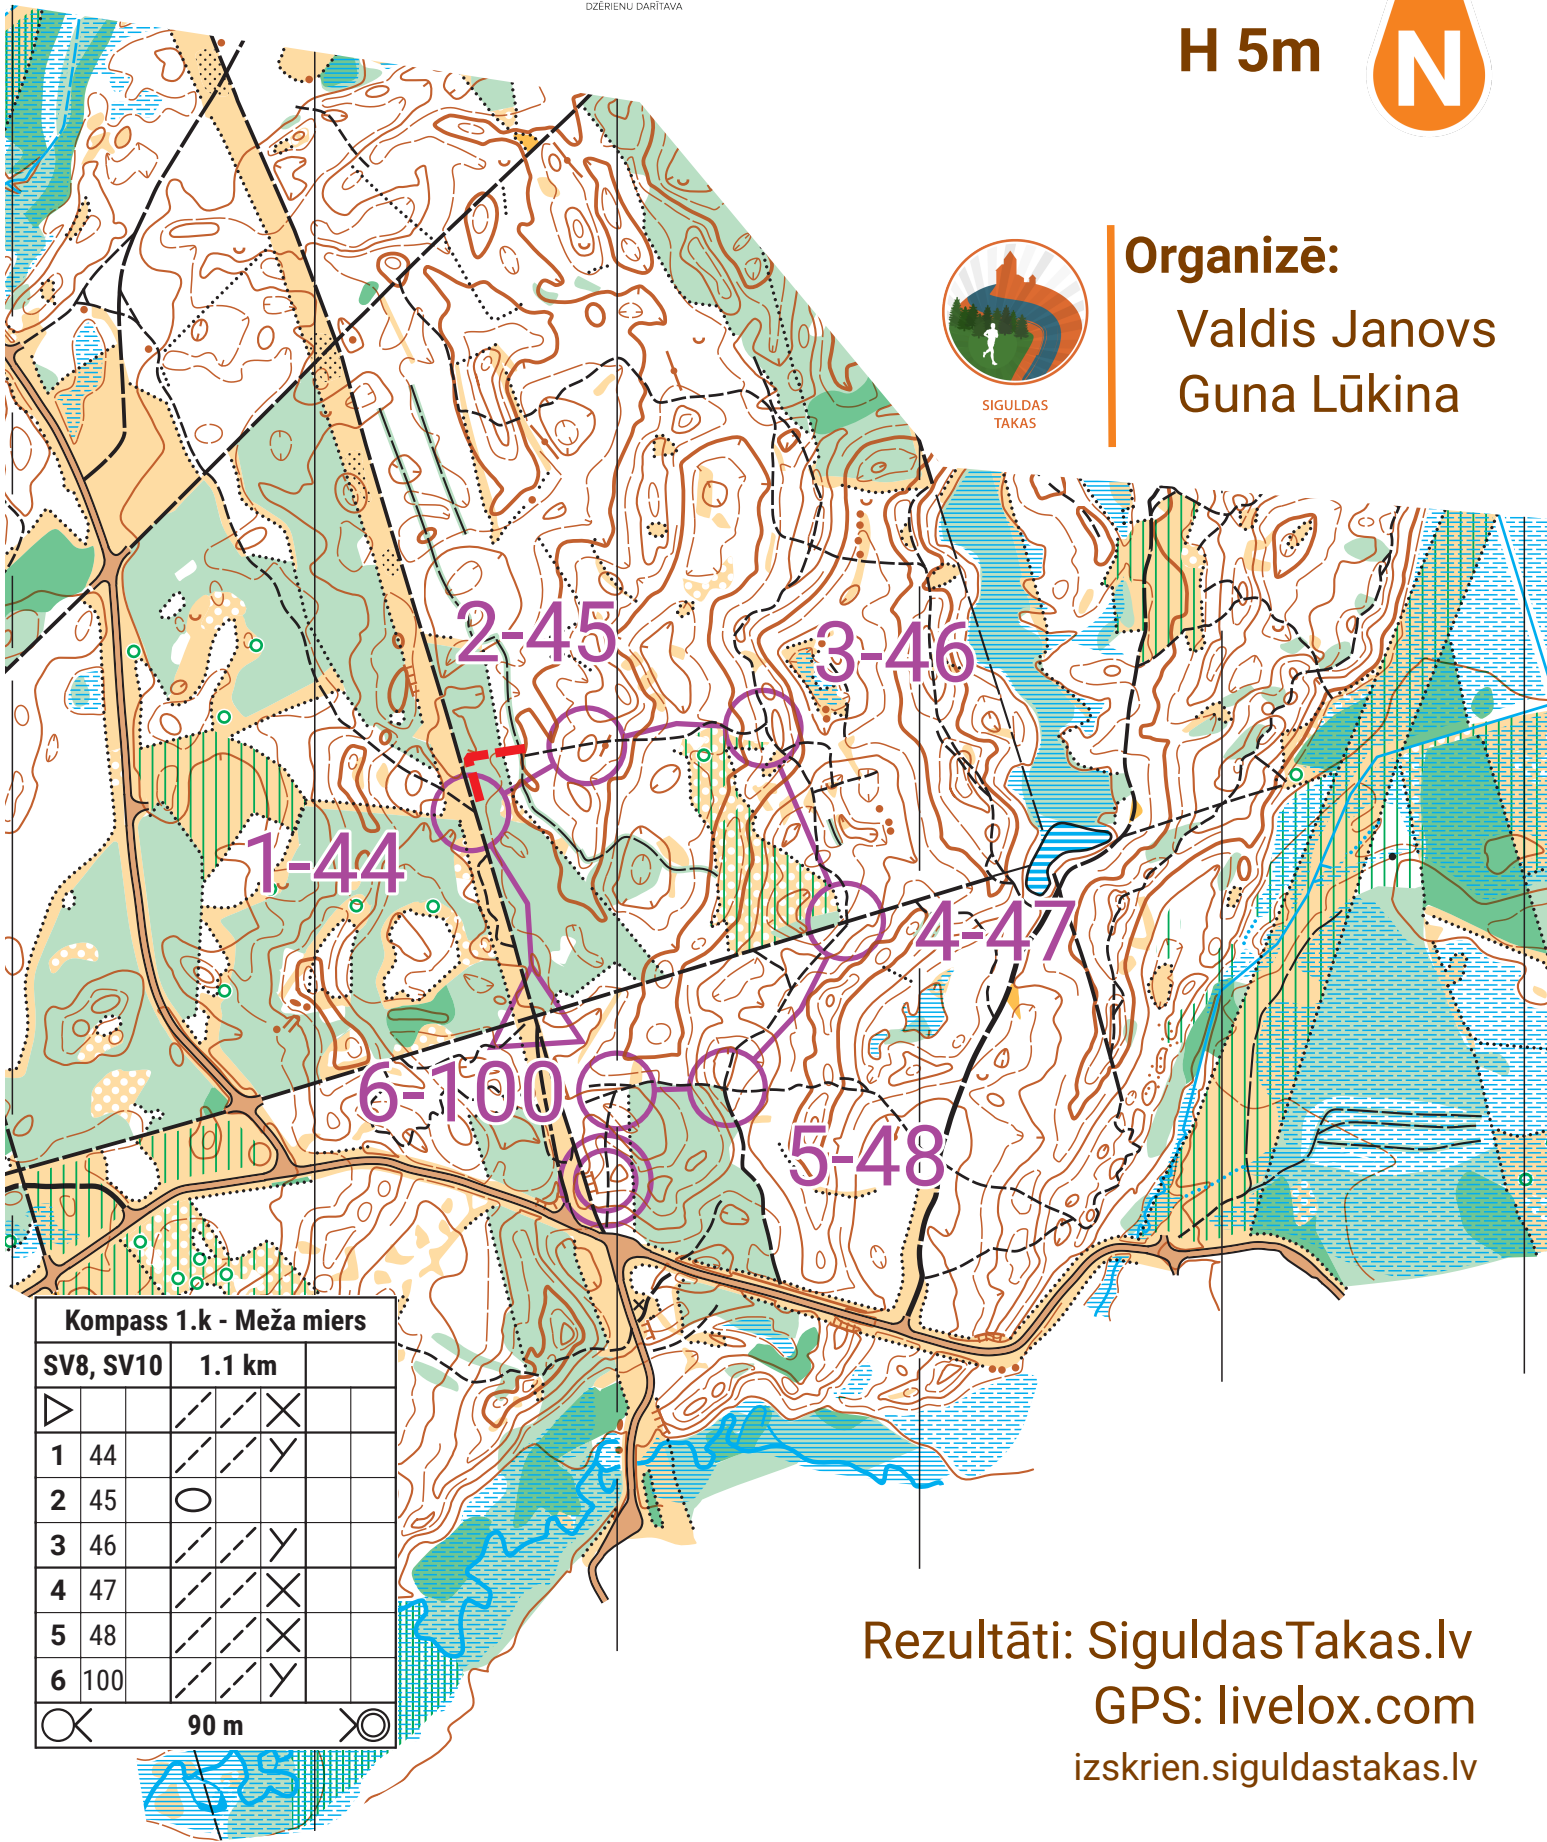 DZĒRIENU DARĪTAVA
H 5m
N
Organizē:
Valdis Janovs
Guna Lūkina
SIGULDAS
TAKAS
2-45
3-46
1-44
4-47
6-100
5-48
Kompass 1.k - Meža miers
SV8, SV10 1.1 km
1 44
2 45
3 46
4 47
5 48
6 100
90 m
Rezultāti: SiguldasTakas.lv
GPS: livelox.com
izskrien.siguldastakas.lv